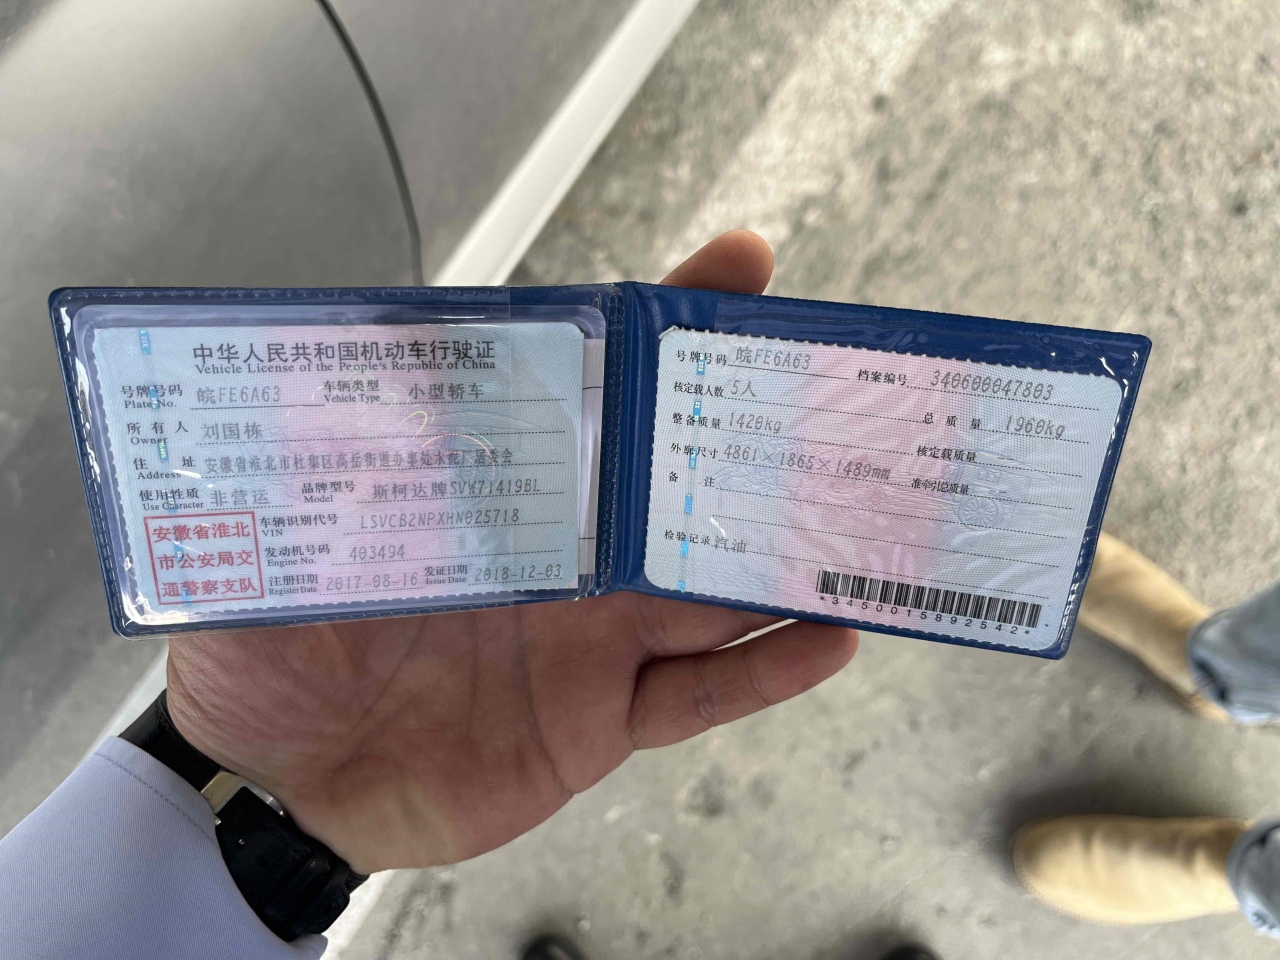 中华人民共和国机动车行驶证
Vehicle License of the People's Republic of China
号牌号码 皖FE6A63 车辆类型 小型轿车
Plate No. Vehicle Type
所有人 刘国栋
Owner
住址 安徽省淮北市杜集区高岳街道办事处水泥厂居委会
Address
使用性质 非营运 品牌型号 斯柯达牌SVW71419BL
Use Character Model
安徽省淮北
市公安局交
通警察支队
车辆识别代号 LSVCB2NPXHN025718
VIN
发动机号码 403494
Engine No.
注册日期 2017-08-16 发证日期 2018-12-03
Register Date Issue Date
号牌号码 皖FE6A63 档案编号 340600047803
核定载人数 5人 总质量 1960kg
整备质量 1420kg 核定载质量
外廓尺寸 4861×1865×1489mm 准牵引总质量
备注
检验记录 汽油
*3450015892542*